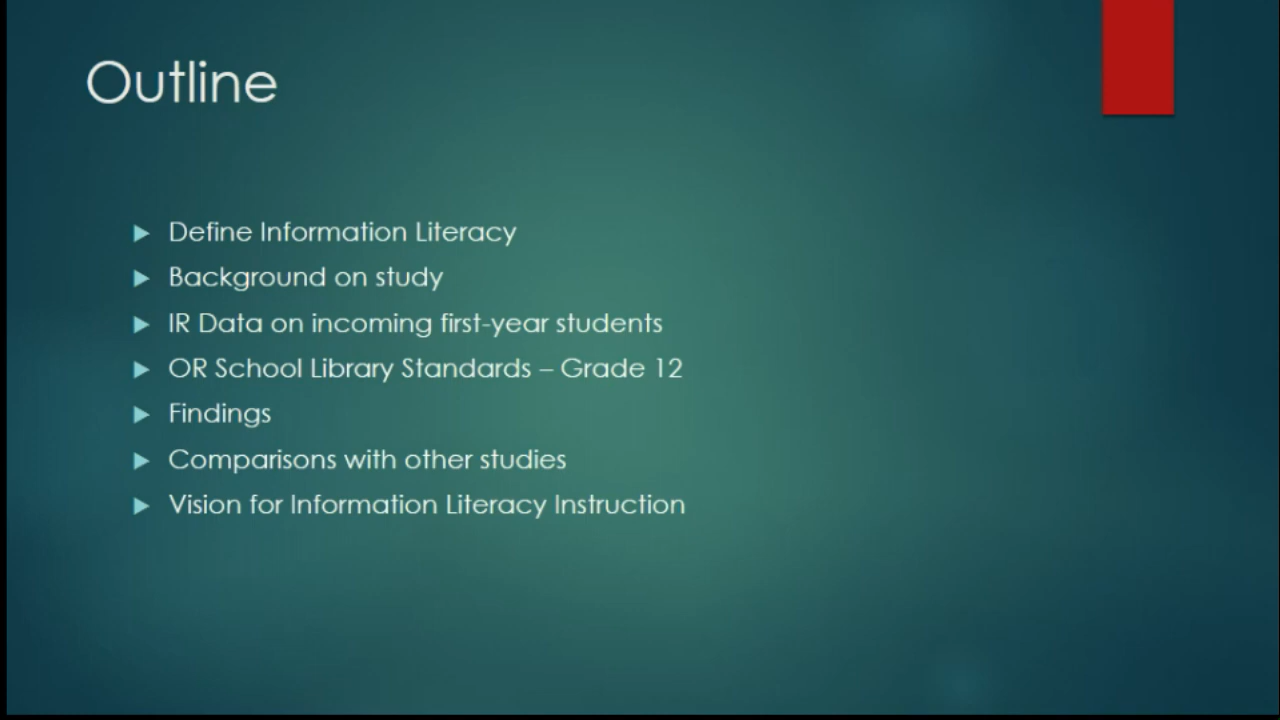 Outline
Define Information Literacy
Background on study
IR Data on incoming first-year students
OR School Library Standards – Grade 12
Findings
Comparisons with other studies
Vision for Information Literacy Instruction